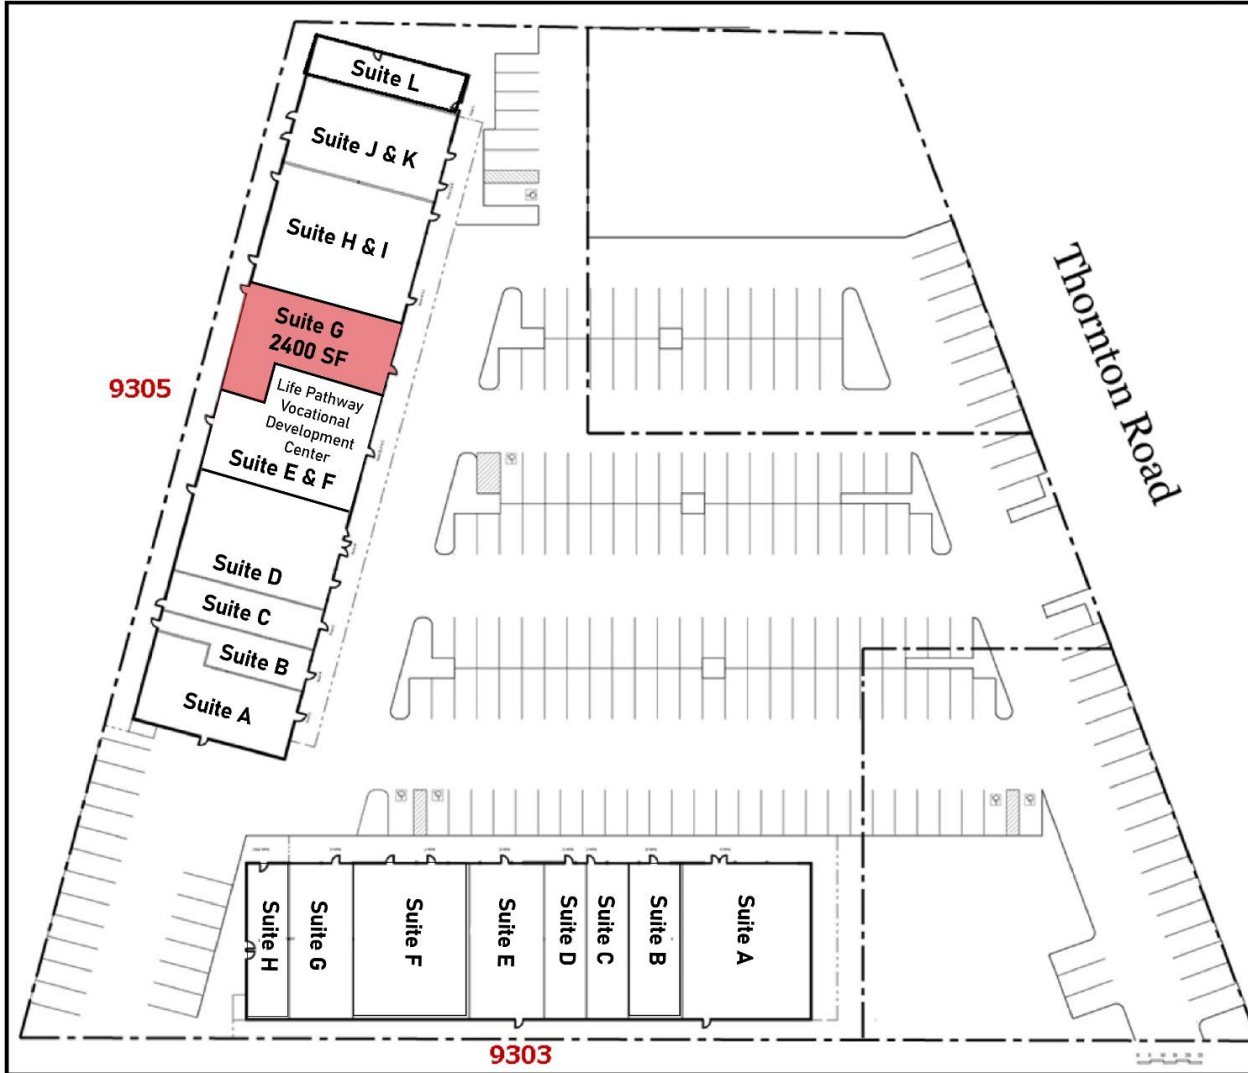 Suite L
Suite J & K
Suite H & I
Suite G
2400 SF
Life Pathway
Vocational
Development
Center
Suite E & F
Suite D
Suite C
Suite B
Suite A
9305
Thornton Road
Suite H
Suite G
Suite F
Suite E
Suite D
Suite C
Suite B
Suite A
9303